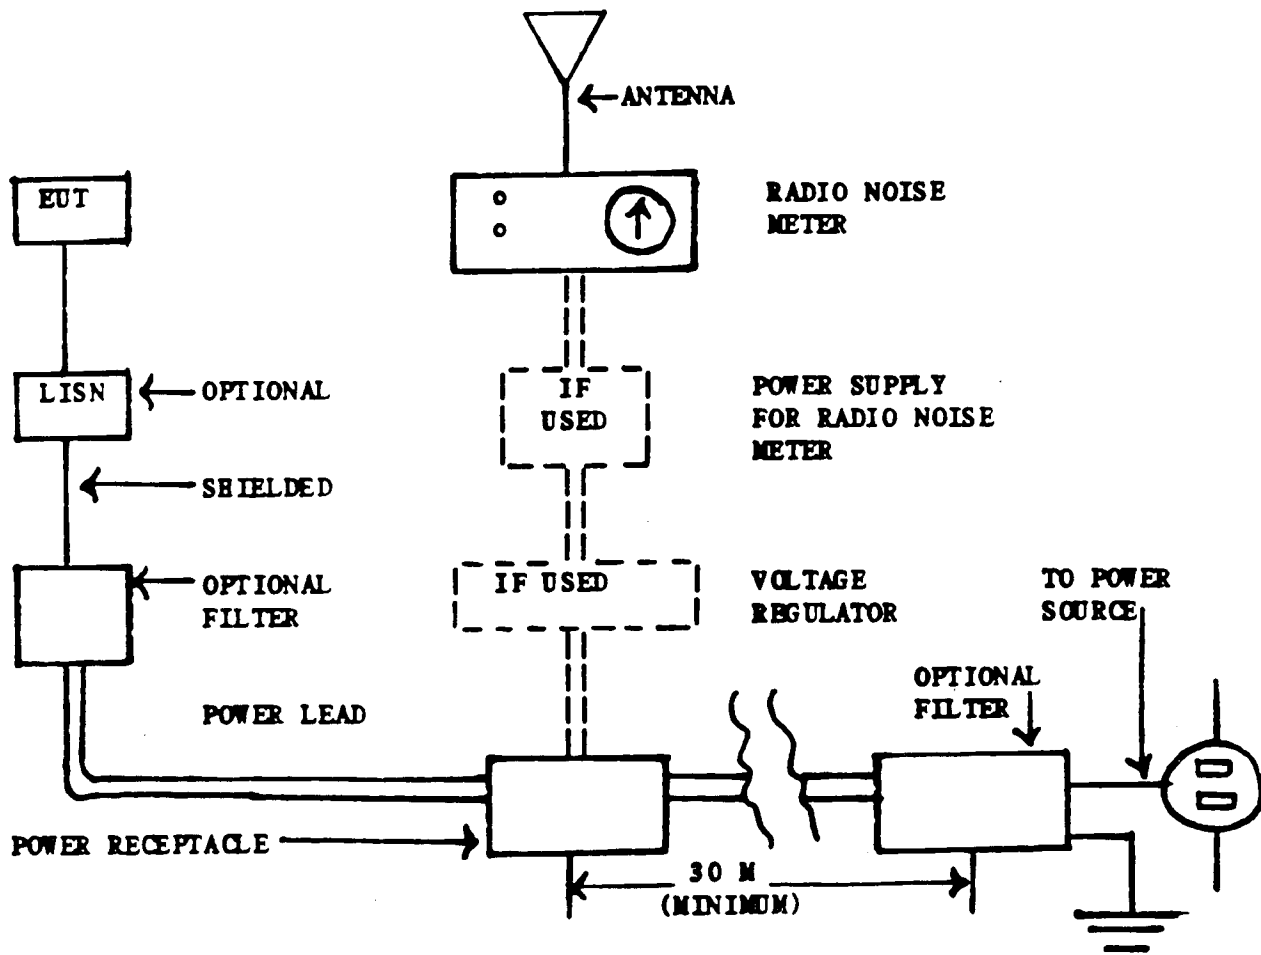 ANTENNA
EUT
RADIO NOISE
METER
LISN
OPTIONAL
IF
USED
POWER SUPPLY
FOR RADIO NOISE
METER
SHIELDED
OPTIONAL
FILTER
IF USED
VOLTAGE
REGULATOR
TO POWER
SOURCE
OPTIONAL
FILTER
POWER LEAD
POWER RECEPTACLE
30 M
(MINIMUM)